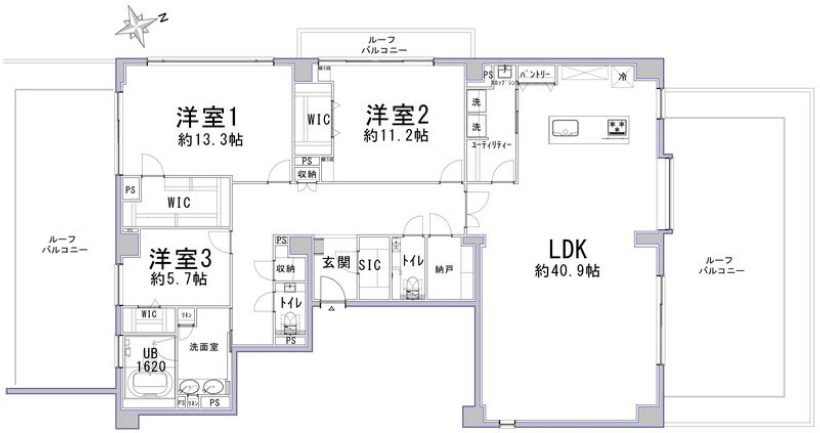 N
ルーフ
バルコニー
洋室1
約13.3帖
WIC
洋室2
約11.2帖
PS
収納
PS
スロップシンク
パントリー
冷
洗
洗
ユーティリティー
ルーフ
バルコニー
PS
WIC
洋室3
約5.7帖
PS
収納
トイレ
PS
玄関
SIC
トイレ
納戸
LDK
約40.9帖
ルーフ
バルコニー
WIC
リネン
UB
1620
洗面室
PS
リネン
PS